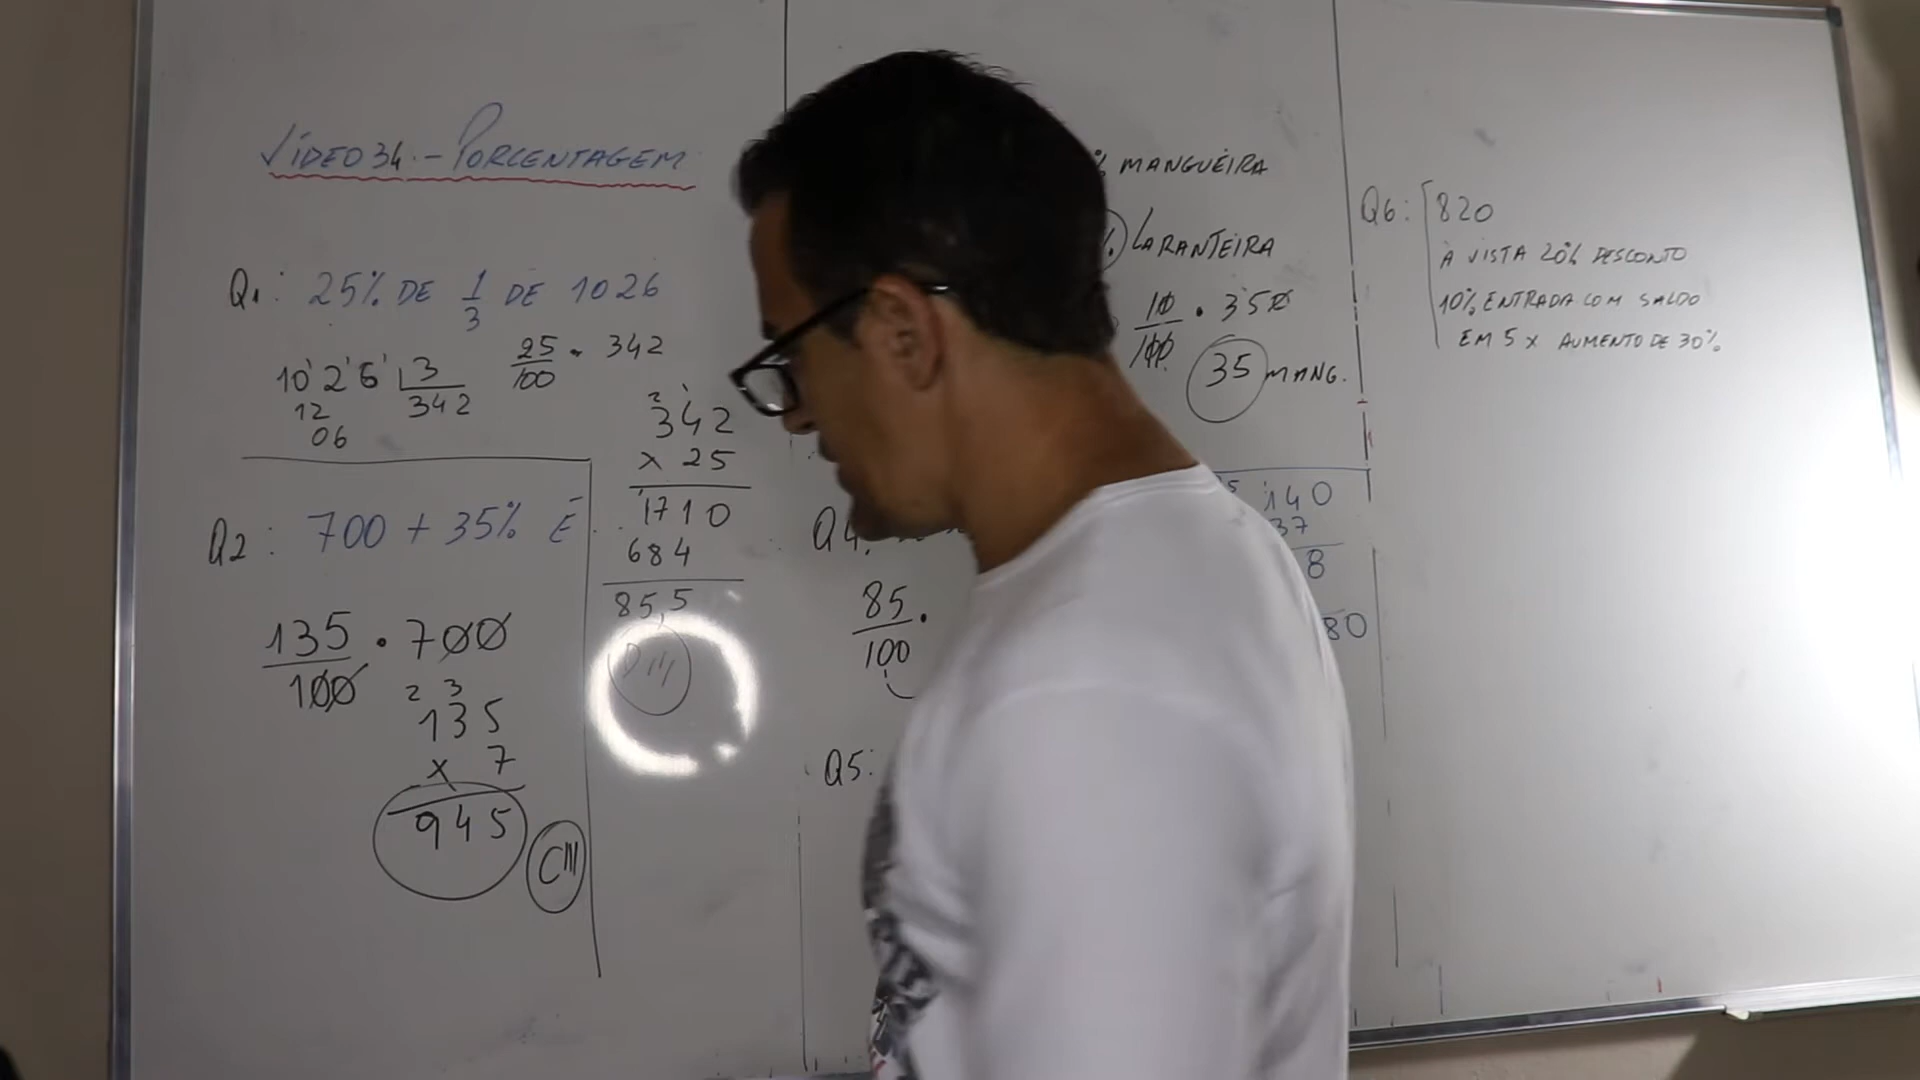 VÍDEO 34 - PORCENTAGEM
Q1: 25% DE 1/3 DE 1026
1026 3
12 342
06
25/100 · 342
342
x 25
1710
684
85,5
D
Q2: 700 + 35% É
135/100 · 700
2 3
135
x 7
945
C
% MANGUEIRA
LARANJEIRA
10/100 · 350
35 MANG.
Q4:
85/100 ·
140
37
8
80
Q5:
Q6: 820
À VISTA 20% DESCONTO
10% ENTRADA COM SALDO
EM 5 X AUMENTO DE 30%